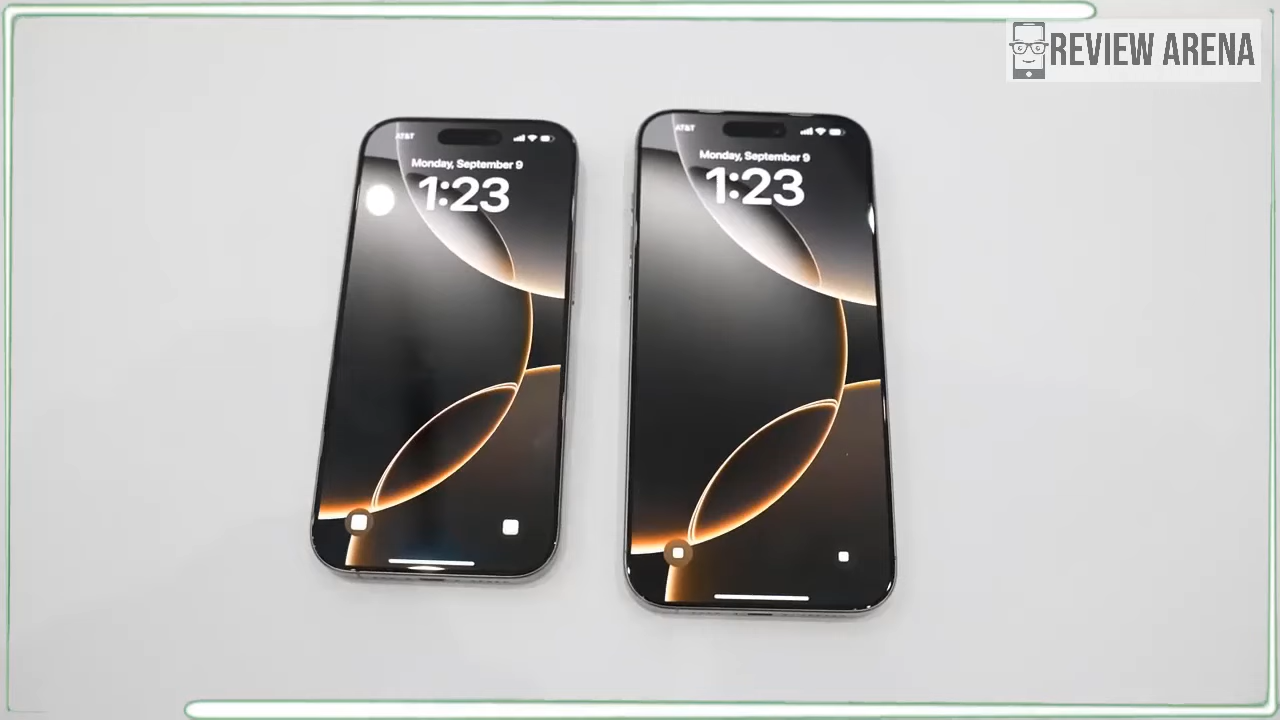 REVIEW ARENA
AT&T
Monday, September 9
1:23
AT&T
Monday, September 9
1:23